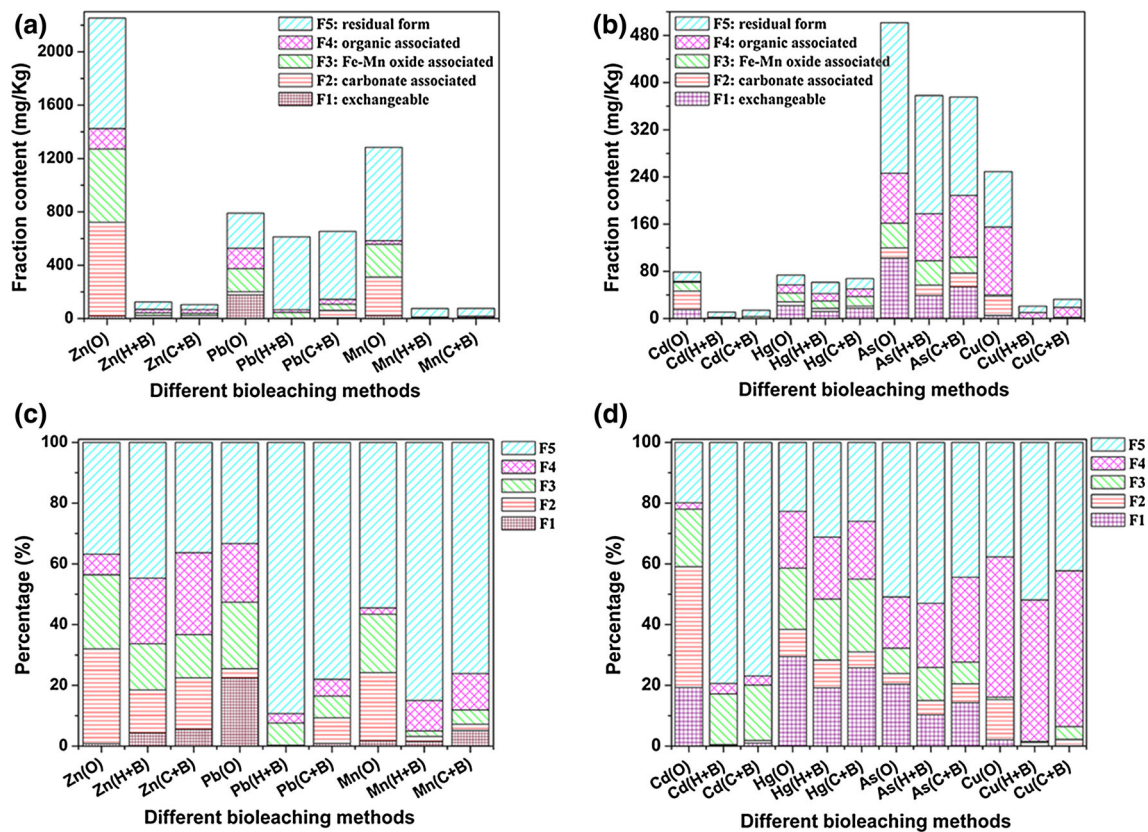 (a)
Fraction content (mg/Kg)
2000
1600
1200
800
400
0
F5: residual form
F4: organic associated
F3: Fe-Mn oxide associated
F2: carbonate associated
F1: exchangeable
Zn(O)
Zn(H+B)
Zn(C+B)
Pb(O)
Pb(H+B)
Pb(C+B)
Mn(O)
Mn(H+B)
Mn(C+B)
Different bioleaching methods
(b)
Fraction content (mg/Kg)
480
400
320
240
160
80
0
F5: residual form
F4: organic associated
F3: Fe-Mn oxide associated
F2: carbonate associated
F1: exchangeable
Cd(O)
Cd(H+B)
Cd(C+B)
Hg(O)
Hg(H+B)
Hg(C+B)
As(O)
As(H+B)
As(C+B)
Cu(O)
Cu(H+B)
Cu(C+B)
Different bioleaching methods
(c)
Percentage (%)
100
80
60
40
20
0
F5
F4
F3
F2
F1
Zn(O)
Zn(H+B)
Zn(C+B)
Pb(O)
Pb(H+B)
Pb(C+B)
Mn(O)
Mn(H+B)
Mn(C+B)
Different bioleaching methods
(d)
Percentage (%)
100
80
60
40
20
0
F5
F4
F3
F2
F1
Cd(O)
Cd(H+B)
Cd(C+B)
Hg(O)
Hg(H+B)
Hg(C+B)
As(O)
As(H+B)
As(C+B)
Cu(O)
Cu(H+B)
Cu(C+B)
Different bioleaching methods